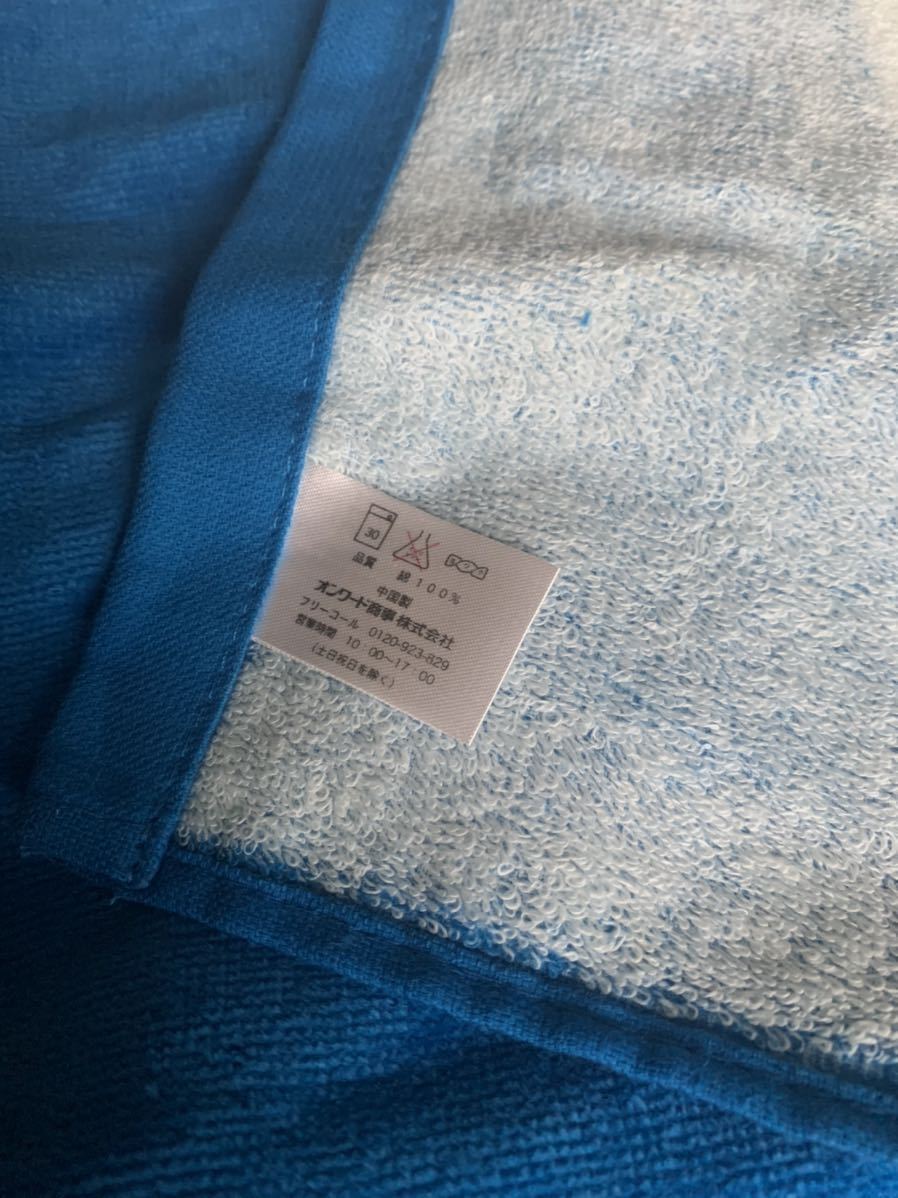 30
品質 綿100%
中国製
オンワード商事株式会社
フリーコール 0120-923-829
営業時間 10:00〜17:00
(土日祝日を除く)